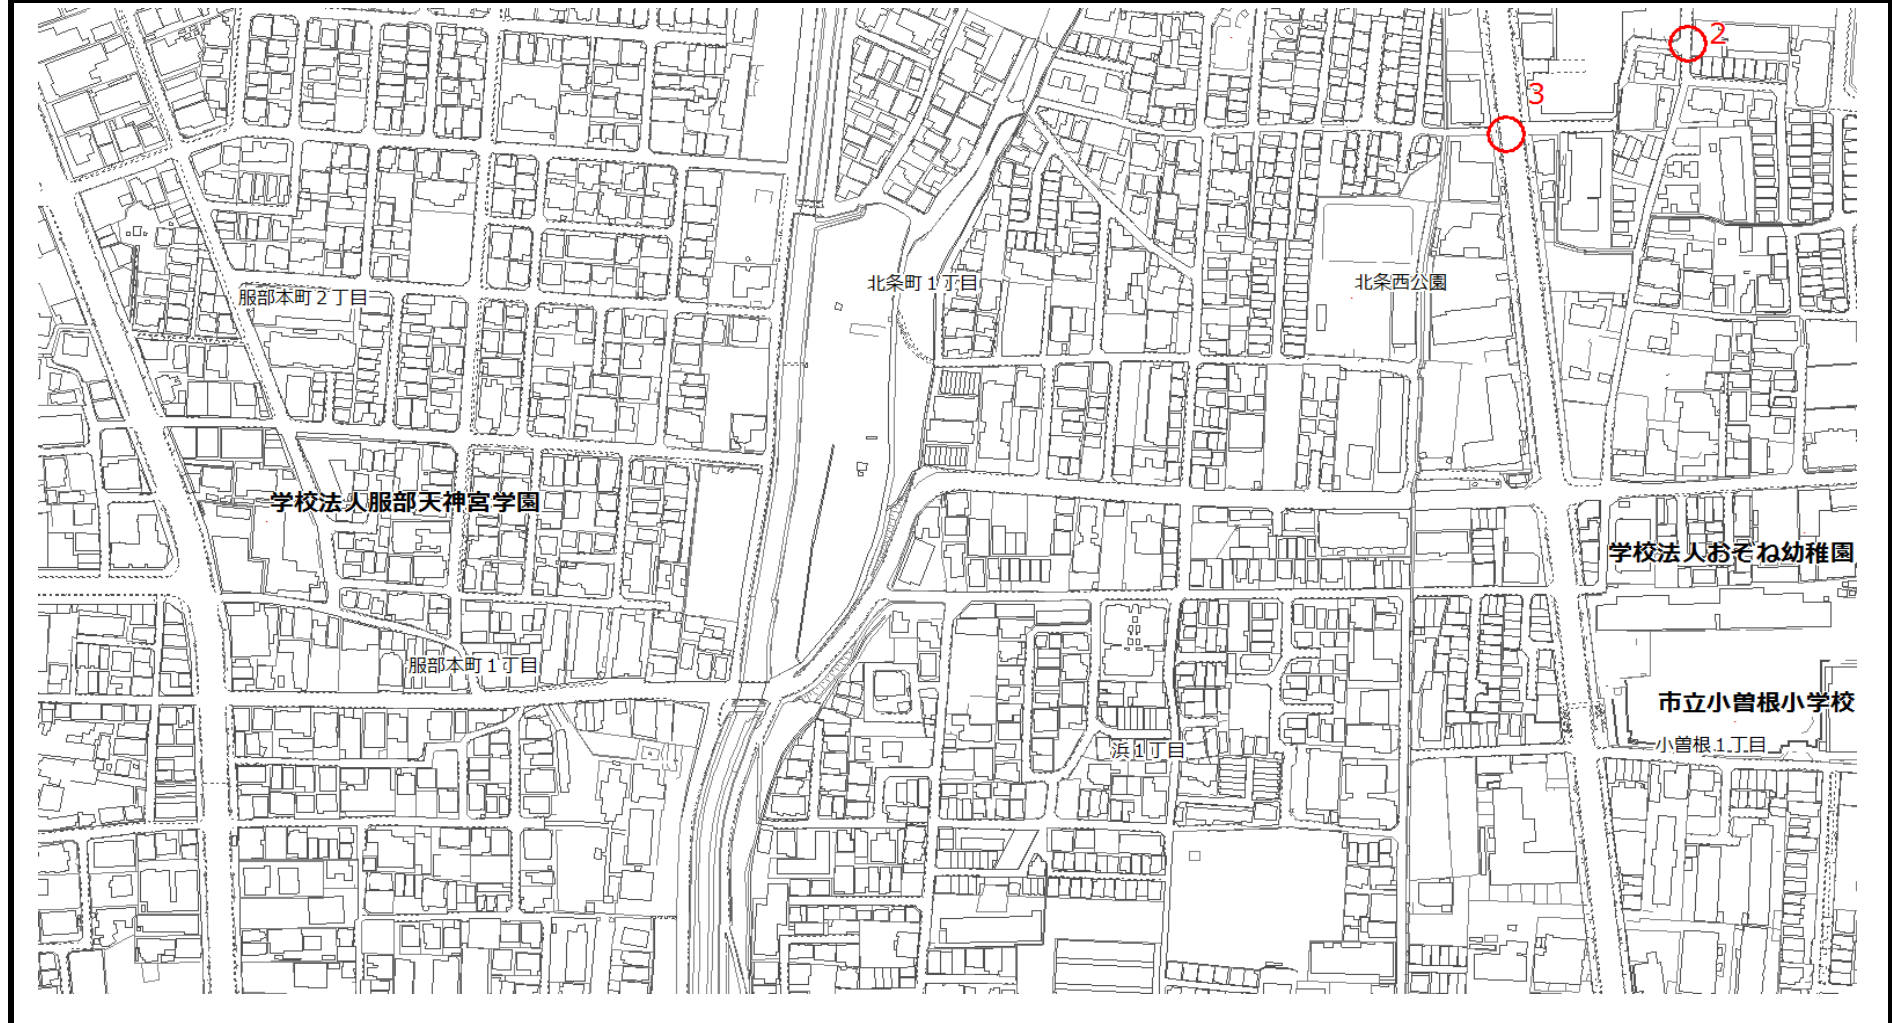 2
3
北条町1丁目
北条西公園
服部本町2丁目
学校法人服部天神宮学園
学校法人おぞね幼稚園
服部本町1丁目
市立小曽根小学校
小曽根1丁目
浜1丁目